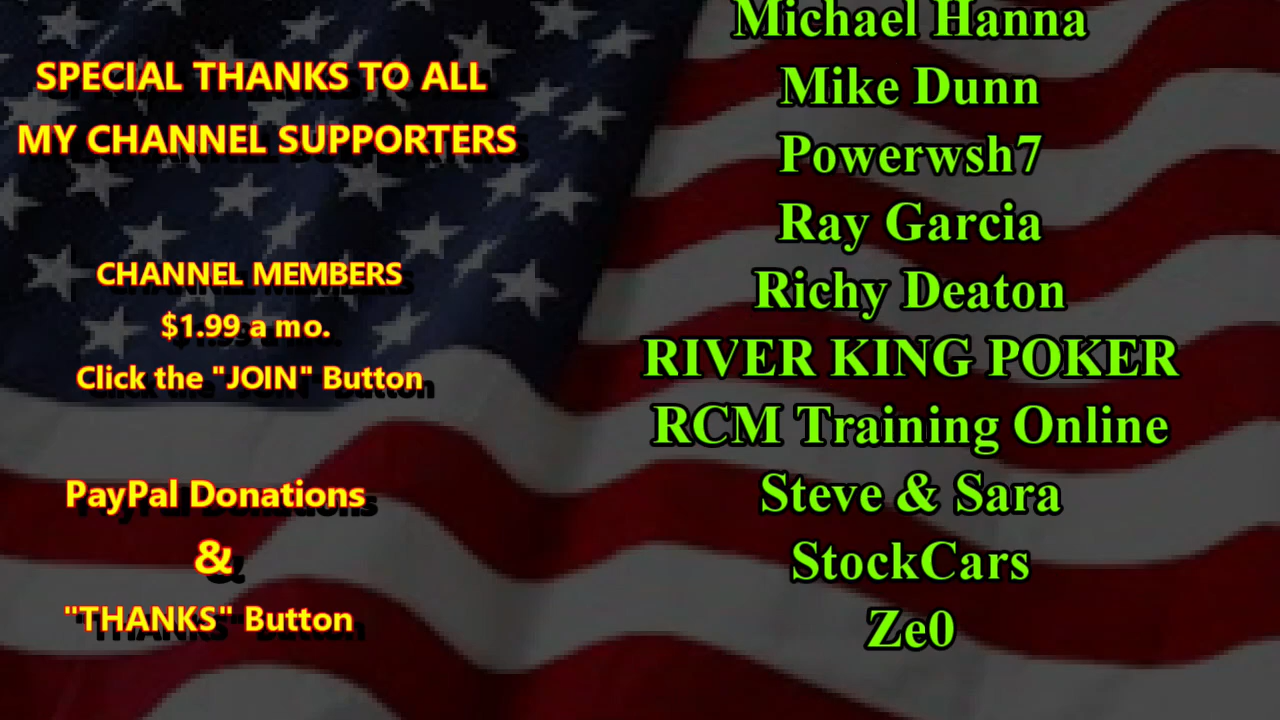 SPECIAL THANKS TO ALL
MY CHANNEL SUPPORTERS
CHANNEL MEMBERS
$1.99 a mo.
Click the "JOIN" Button
PayPal Donations
&
"THANKS" Button
Michael Hanna
Mike Dunn
Powerwsh7
Ray Garcia
Richy Deaton
RIVER KING POKER
RCM Training Online
Steve & Sara
StockCars
Ze0